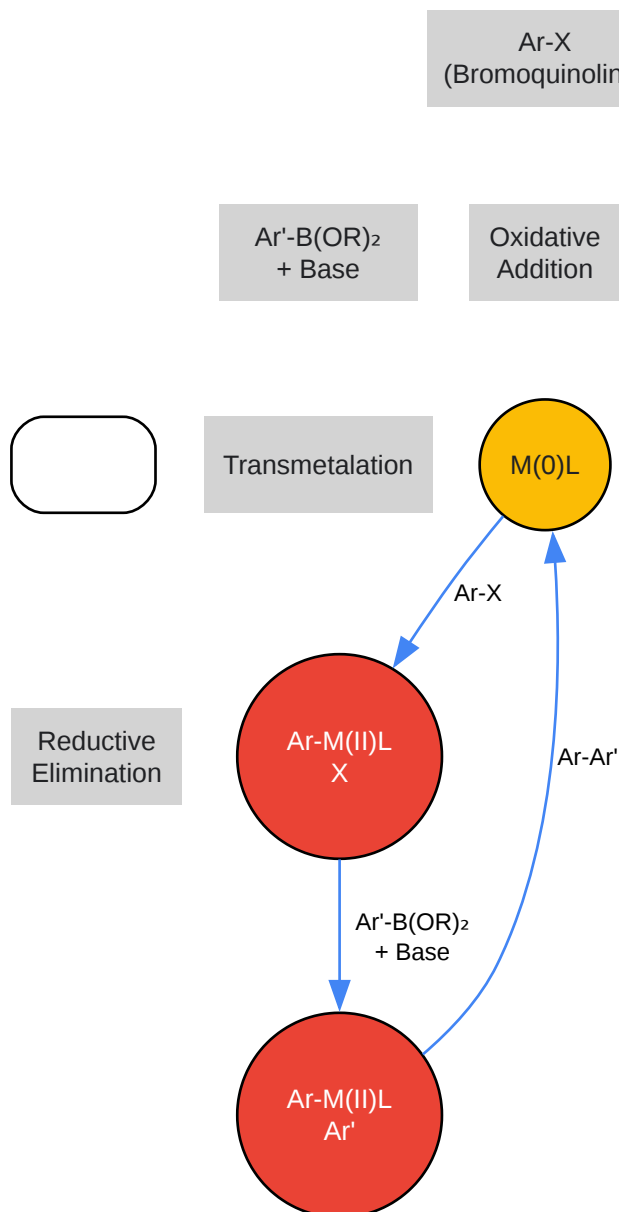 Ar-X
(Bromoquinolin
Ar'-B(OR)₂
+ Base
Oxidative
Addition
Transmetalation
M(0)L
Ar-X
Ar-M(II)L
X
Reductive
Elimination
Ar-Ar'
Ar'-B(OR)₂
+ Base
Ar-M(II)L
Ar'